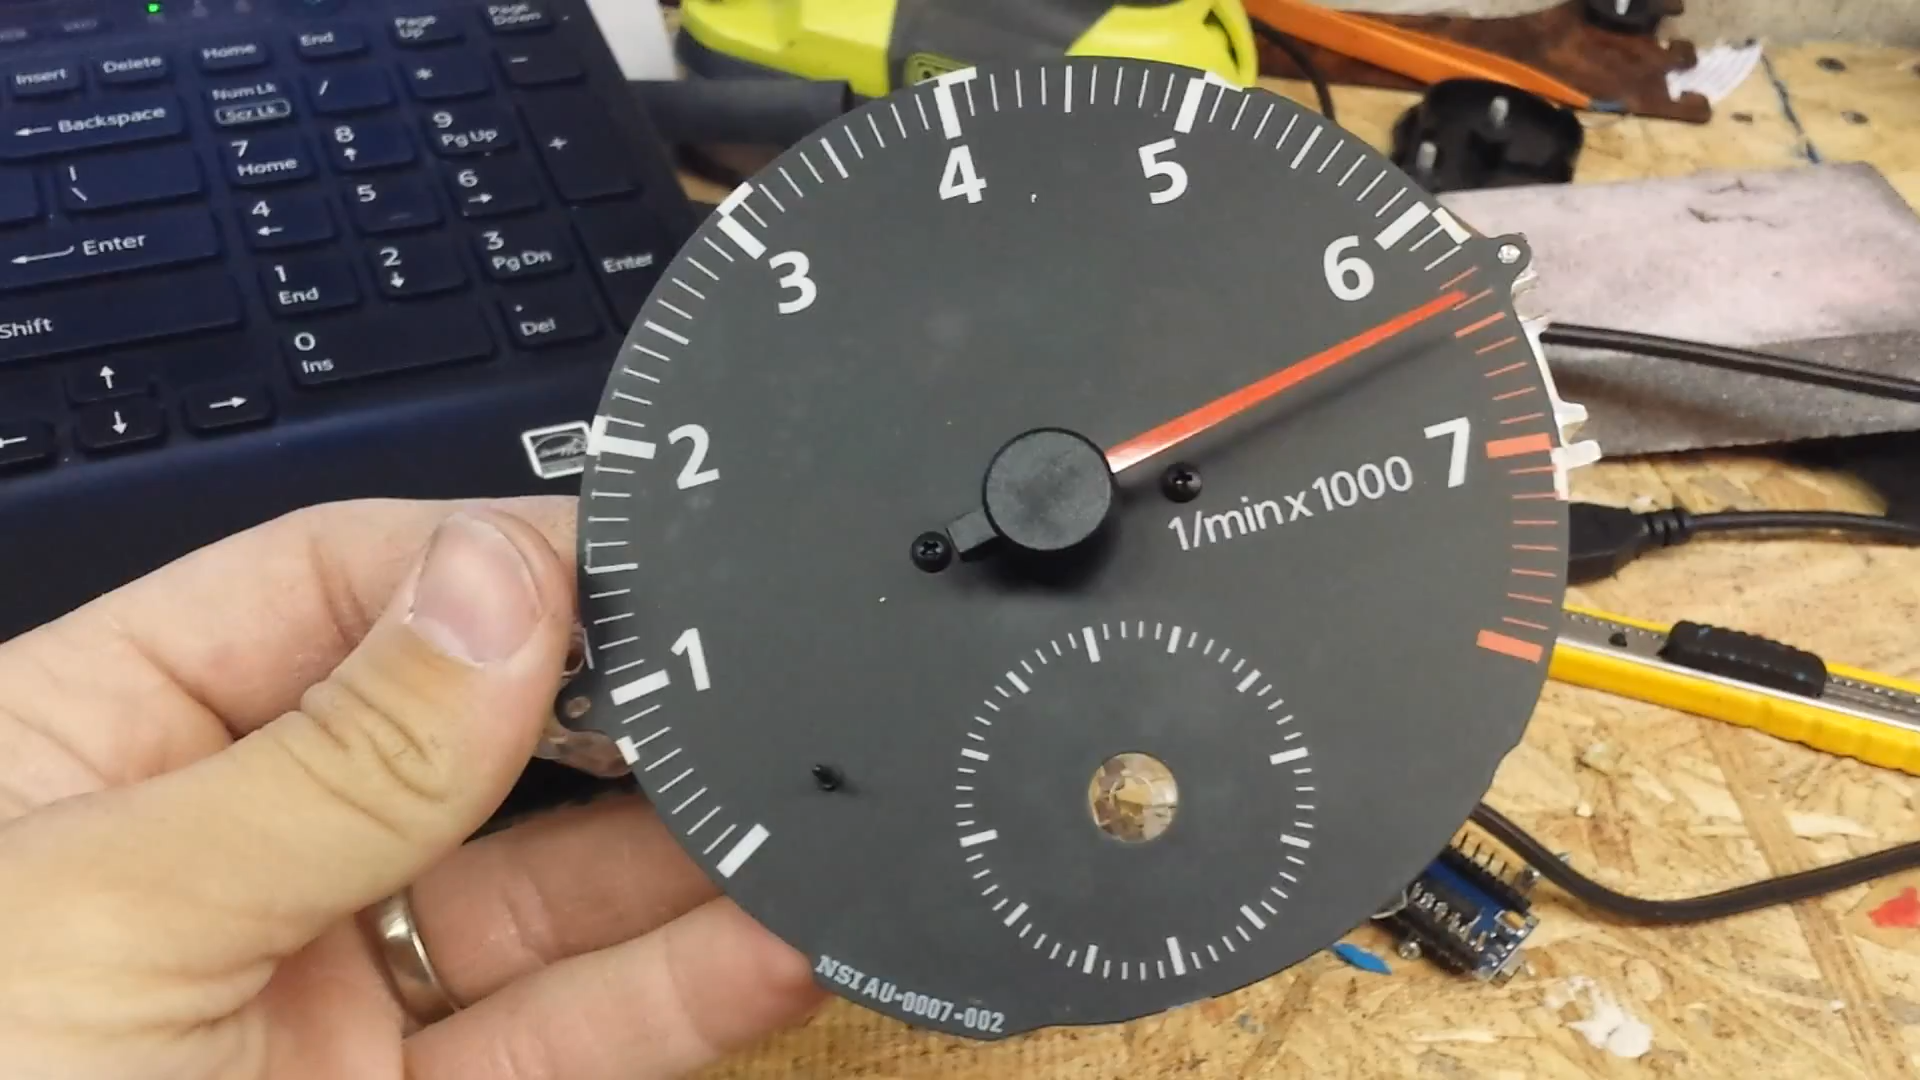 Insert Delete Home End Page Up Page Down
Backspace Num Lk Scr Lk / * -
7 Home 8 9 Pg Up +
| \ 4 5 6
Enter 1 End 2 3 Pg Dn Enter
Shift 0 Ins . Del
1 2 3 4 5 6 7
1/min x 1000
NSI AU-0007-002